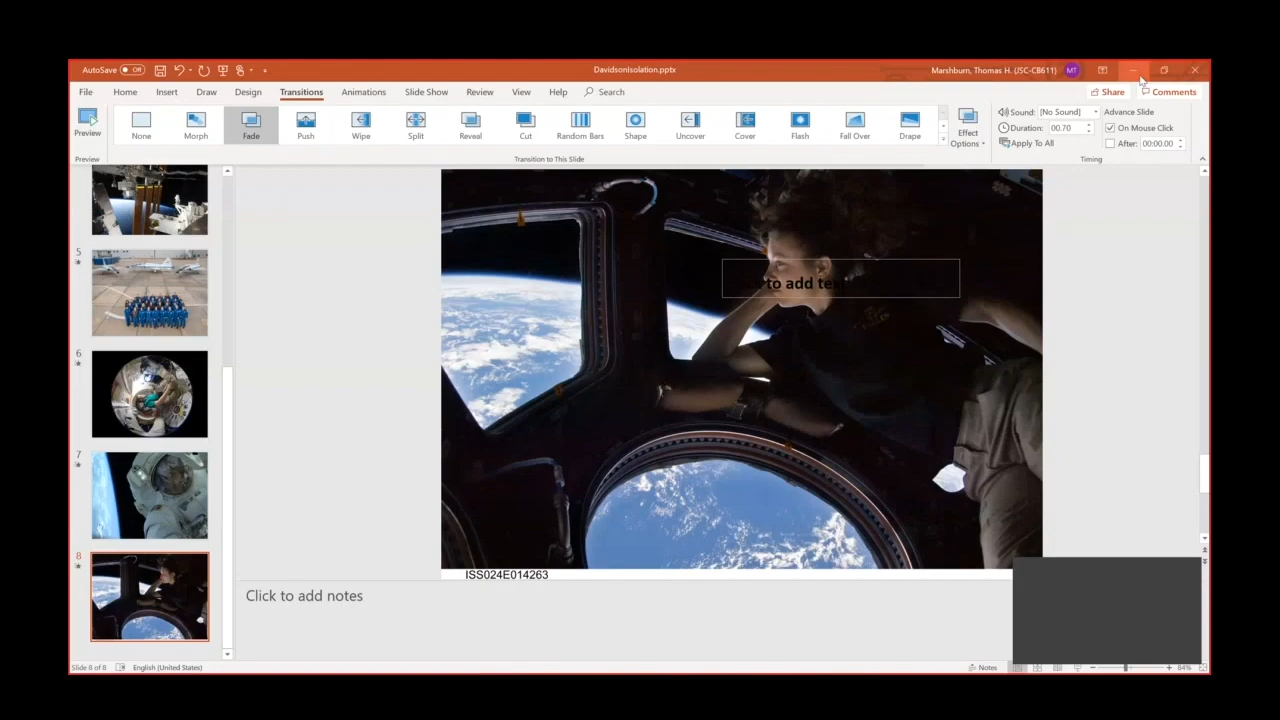 AutoSave Off DavidsonIsolation.pptx Marshburn, Thomas H. (JSC-CB611) MT
File Home Insert Draw Design Transitions Animations Slide Show Review View Help Search Share Comments
Preview None Morph Fade Push Wipe Split Reveal Cut Random Bars Shape Uncover Cover Flash Fall Over Drape Effect Options
Sound: [No Sound] Advance Slide
Duration: 00.70 On Mouse Click
Apply To All After: 00:00.00
Preview Transition to This Slide Timing
5
6
7
8
to add text
ISS024E014263
Click to add notes
Slide 8 of 8 English (United States) Notes 84%